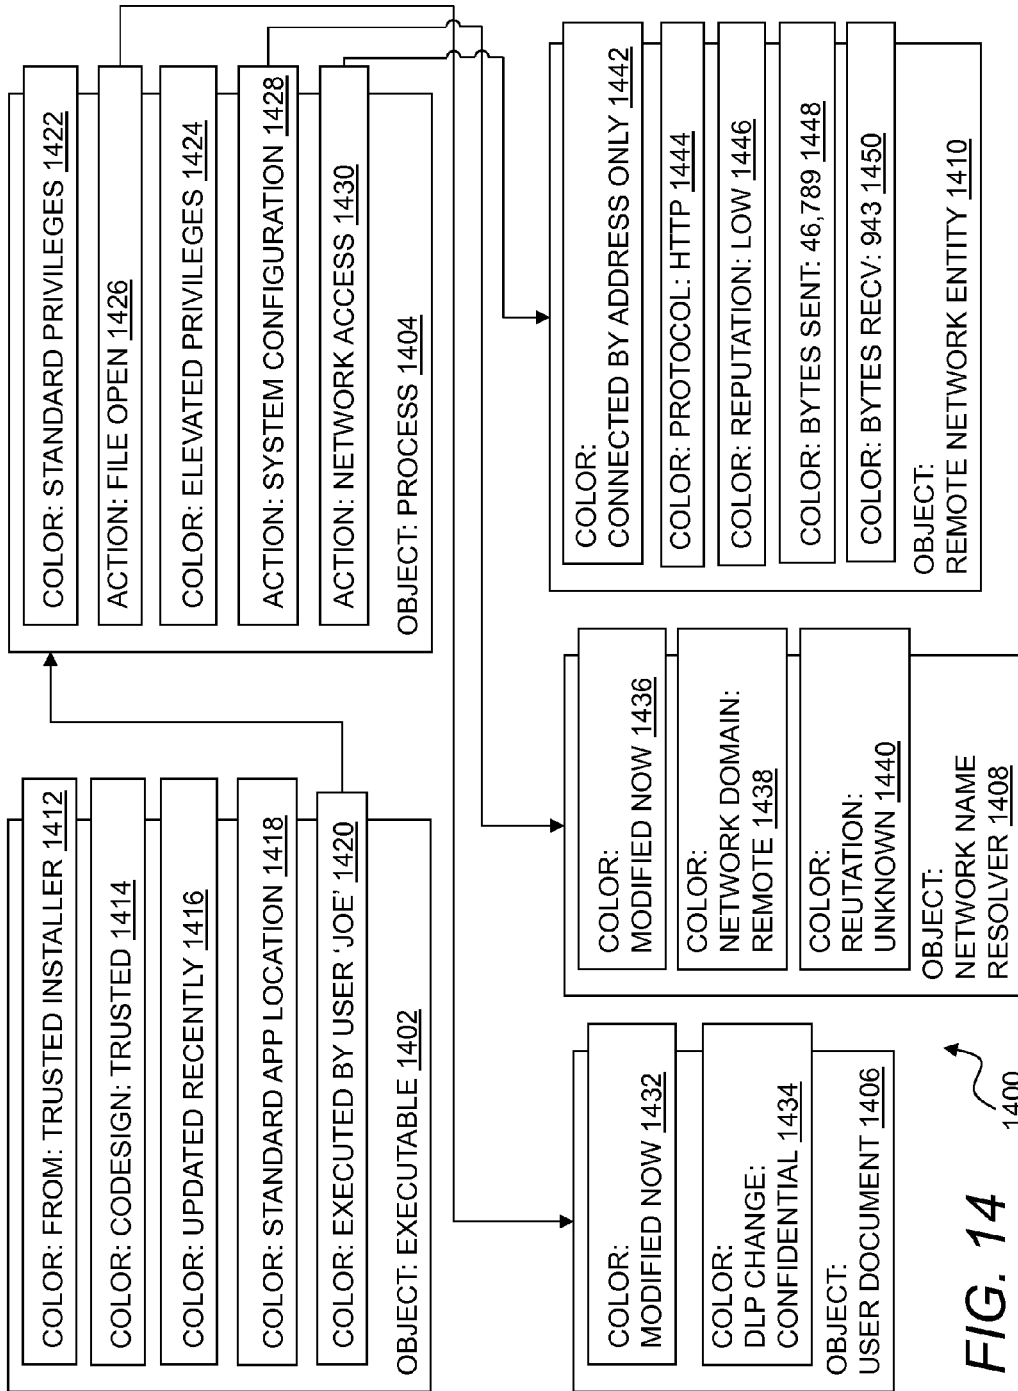 COLOR: FROM: TRUSTED INSTALLER 1412
COLOR: CODESIGN: TRUSTED 1414
COLOR: UPDATED RECENTLY 1416
COLOR: STANDARD APP LOCATION 1418
COLOR: EXECUTED BY USER ‘JOE’ 1420
OBJECT: EXECUTABLE 1402
COLOR: STANDARD PRIVILEGES 1422
ACTION: FILE OPEN 1426
COLOR: ELEVATED PRIVILEGES 1424
ACTION: SYSTEM CONFIGURATION 1428
ACTION: NETWORK ACCESS 1430
OBJECT: PROCESS 1404
COLOR:
MODIFIED NOW 1432
COLOR:
DLP CHANGE:
CONFIDENTIAL 1434
OBJECT:
USER DOCUMENT 1406
COLOR:
MODIFIED NOW 1436
COLOR:
NETWORK DOMAIN:
REMOTE 1438
COLOR:
REUTATION:
UNKNOWN 1440
OBJECT:
NETWORK NAME
RESOLVER 1408
COLOR:
CONNECTED BY ADDRESS ONLY 1442
COLOR: PROTOCOL: HTTP 1444
COLOR: REPUTATION: LOW 1446
COLOR: BYTES SENT: 46,789 1448
COLOR: BYTES RECV: 943 1450
OBJECT:
REMOTE NETWORK ENTITY 1410
FIG. 14
1400